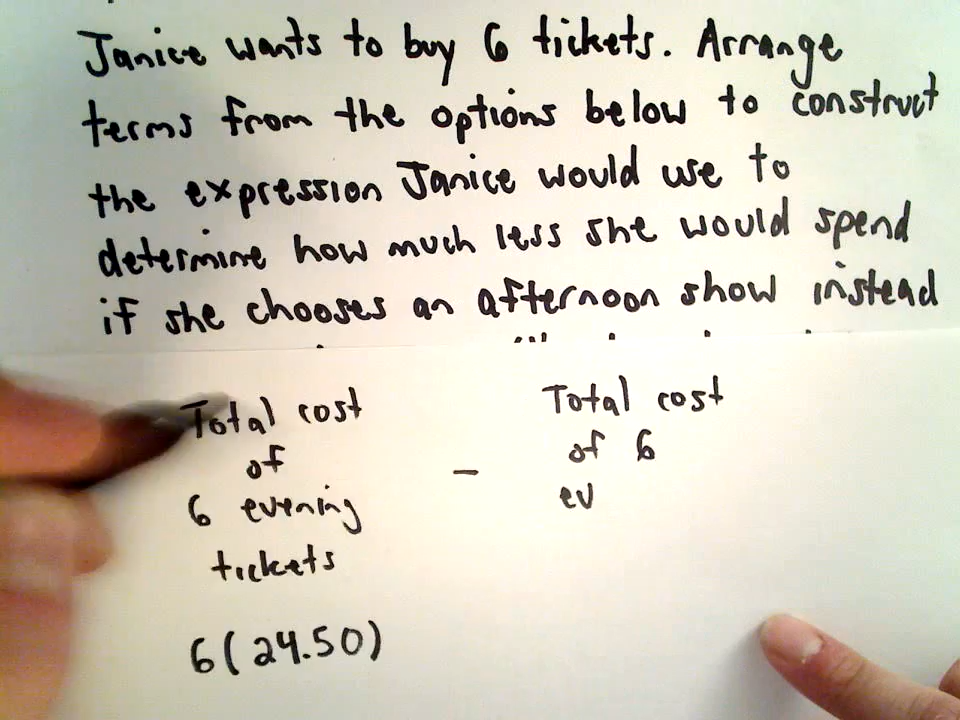 Janice wants to buy 6 tickets. Arrange
terms from the options below to construct
the expression Janice would use to
determine how much less she would spend
if she chooses an afternoon show instead
Total cost
of
6 evening
tickets
-
Total cost
of 6
ev
6(24.50)